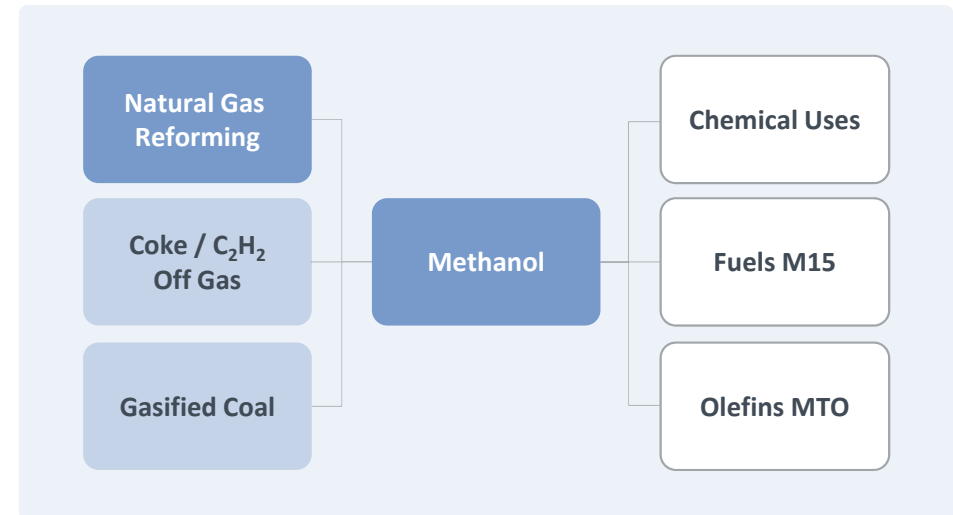 Natural Gas
Reforming
Coke / C₂H₂
Off Gas
Gasified Coal
Methanol
Chemical Uses
Fuels M15
Olefins MTO